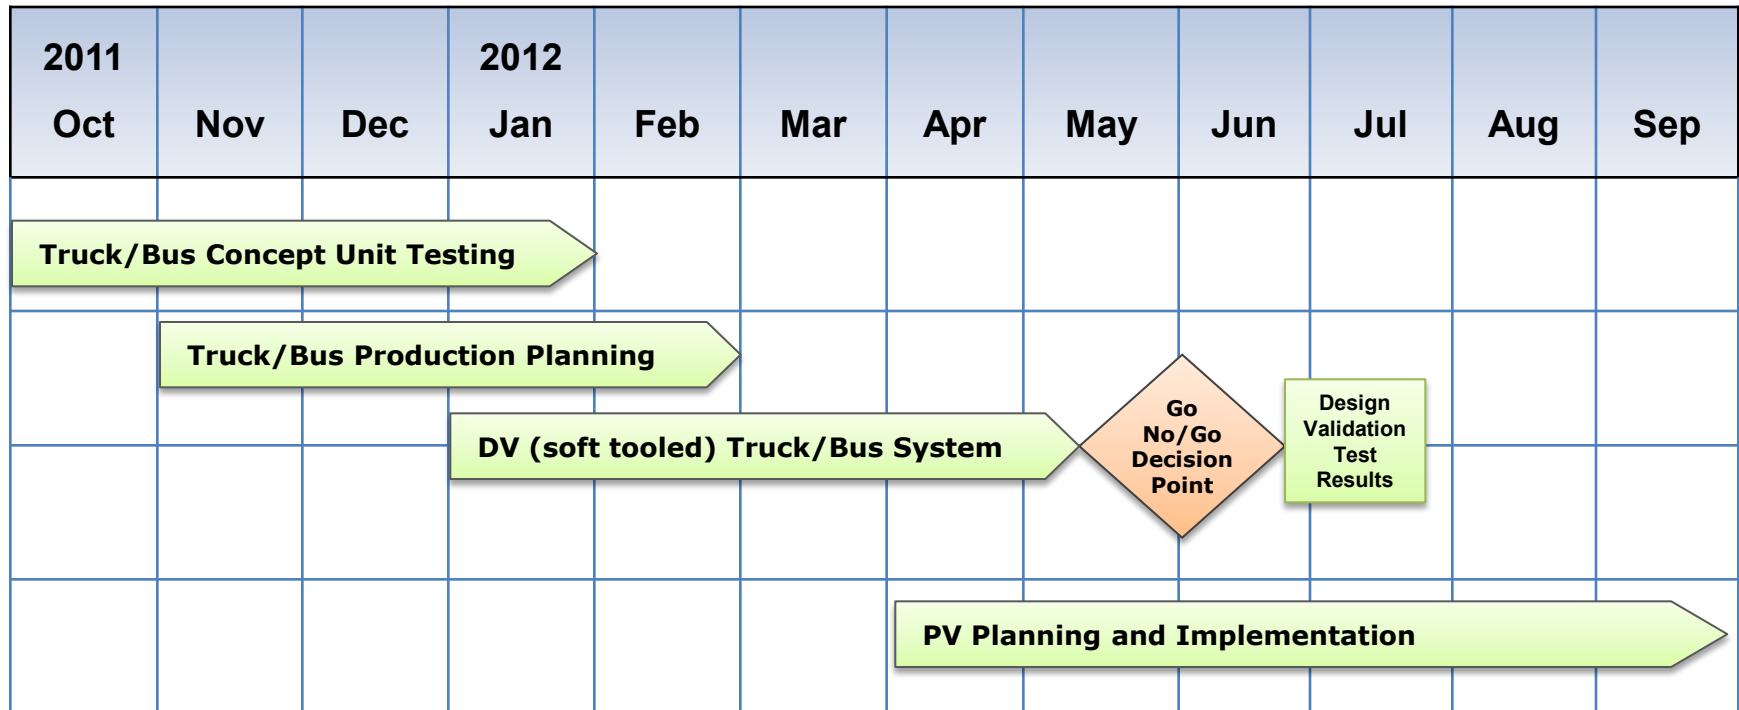 2011 2012
Oct Nov Dec Jan Feb Mar Apr May Jun Jul Aug Sep
Truck/Bus Concept Unit Testing
Truck/Bus Production Planning
DV (soft tooled) Truck/Bus System
Go
No/Go
Decision
Point
Design
Validation
Test
Results
PV Planning and Implementation